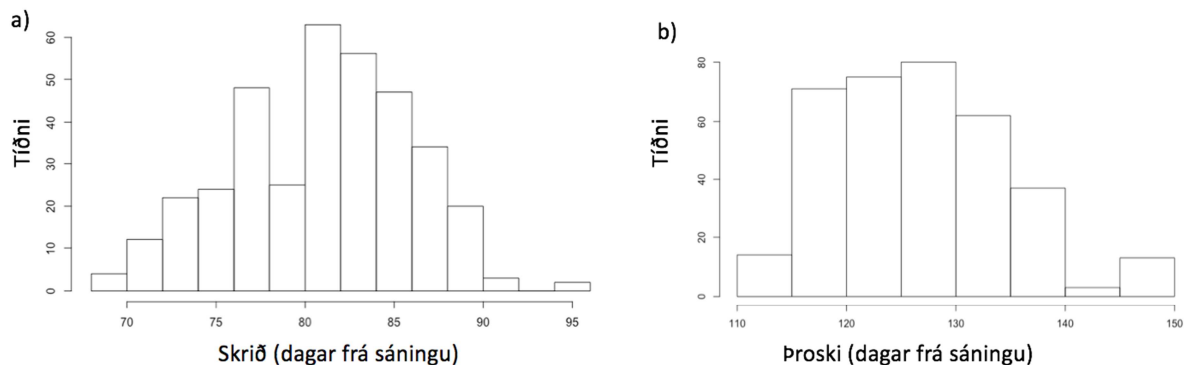 a)
Tíðni
0 10 20 30 40 50 60
70 75 80 85 90 95
Skrið (dagar frá sáningu)
b)
Tíðni
0 20 40 60 80
110 120 130 140 150
Þroski (dagar frá sáningu)